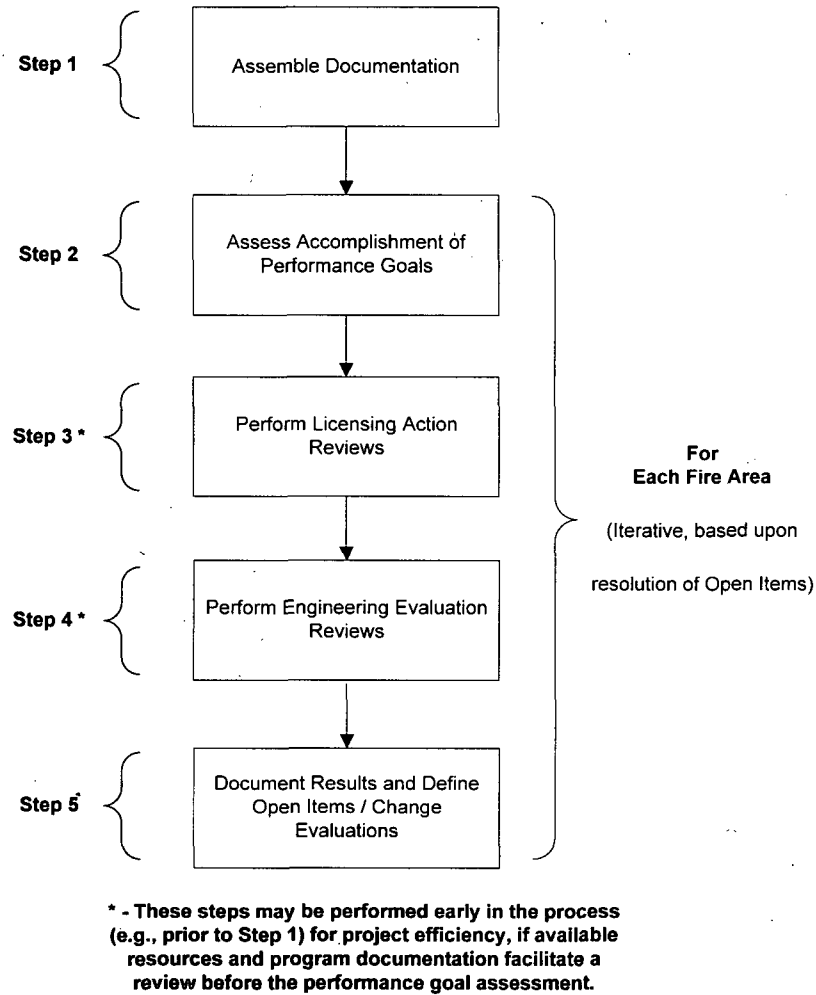 Step 1
Assemble Documentation
Step 2
Assess Accomplishment of
Performance Goals
Step 3 *
Perform Licensing Action
Reviews
For
Each Fire Area
(Iterative, based upon
resolution of Open Items)
Step 4 *
Perform Engineering Evaluation
Reviews
Step 5
Document Results and Define
Open Items / Change
Evaluations
* - These steps may be performed early in the process
(e.g., prior to Step 1) for project efficiency, if available
resources and program documentation facilitate a
review before the performance goal assessment.